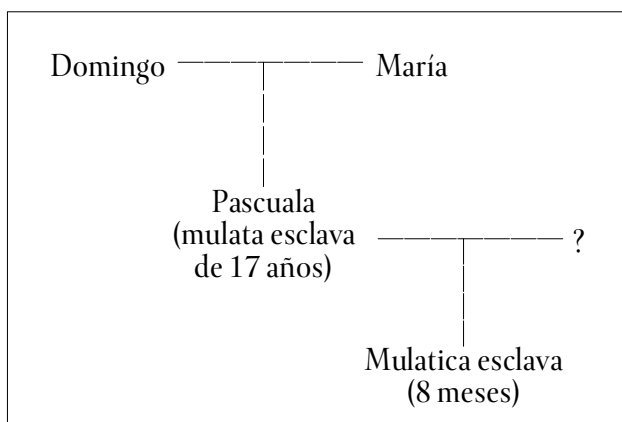 Domingo María
Pascuala
(mulata esclava
de 17 años)
?
Mulatica esclava
(8 meses)